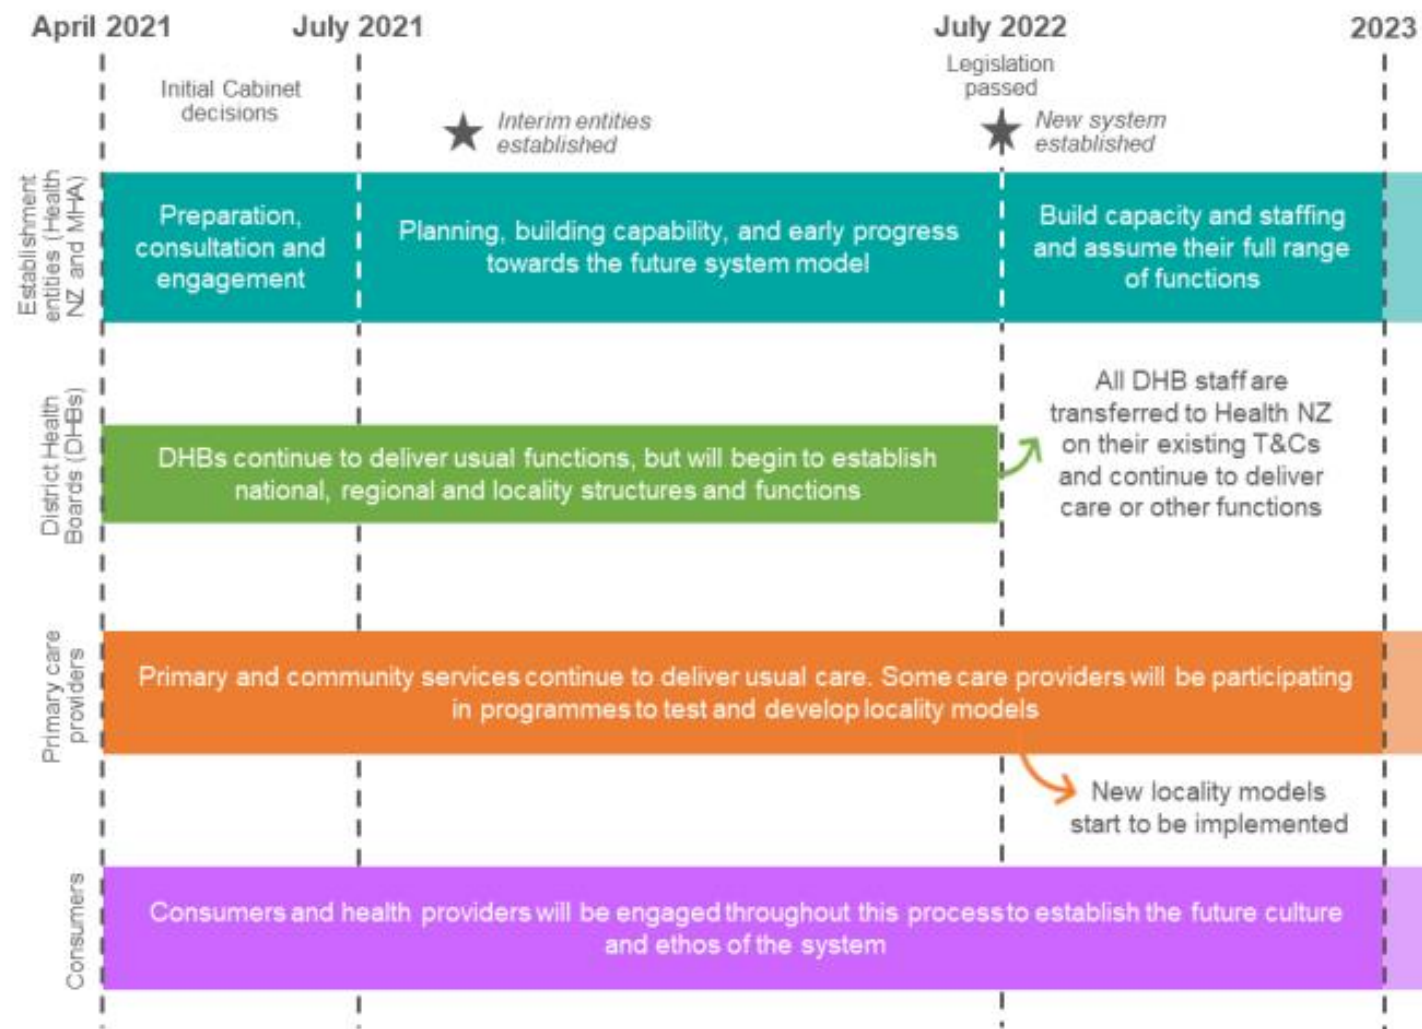 April 2021
July 2021
July 2022
2023
Initial Cabinet
decisions
Legislation
passed
Interim entities
established
New system
established
Establishment
entities (Health
NZ and MHA)
Preparation,
consultation and
engagement
Planning, building capability, and early progress
towards the future system model
Build capacity and staffing
and assume their full range
of functions
District Health
Boards (DHBs)
DHBs continue to deliver usual functions, but will begin to establish
national, regional and locality structures and functions
All DHB staff are
transferred to Health NZ
on their existing T&Cs
and continue to deliver
care or other functions
Primary care
providers
Primary and community services continue to deliver usual care. Some care providers will be participating
in programmes to test and develop locality models
New locality models
start to be implemented
Consumers
Consumers and health providers will be engaged throughout this process to establish the future culture
and ethos of the system